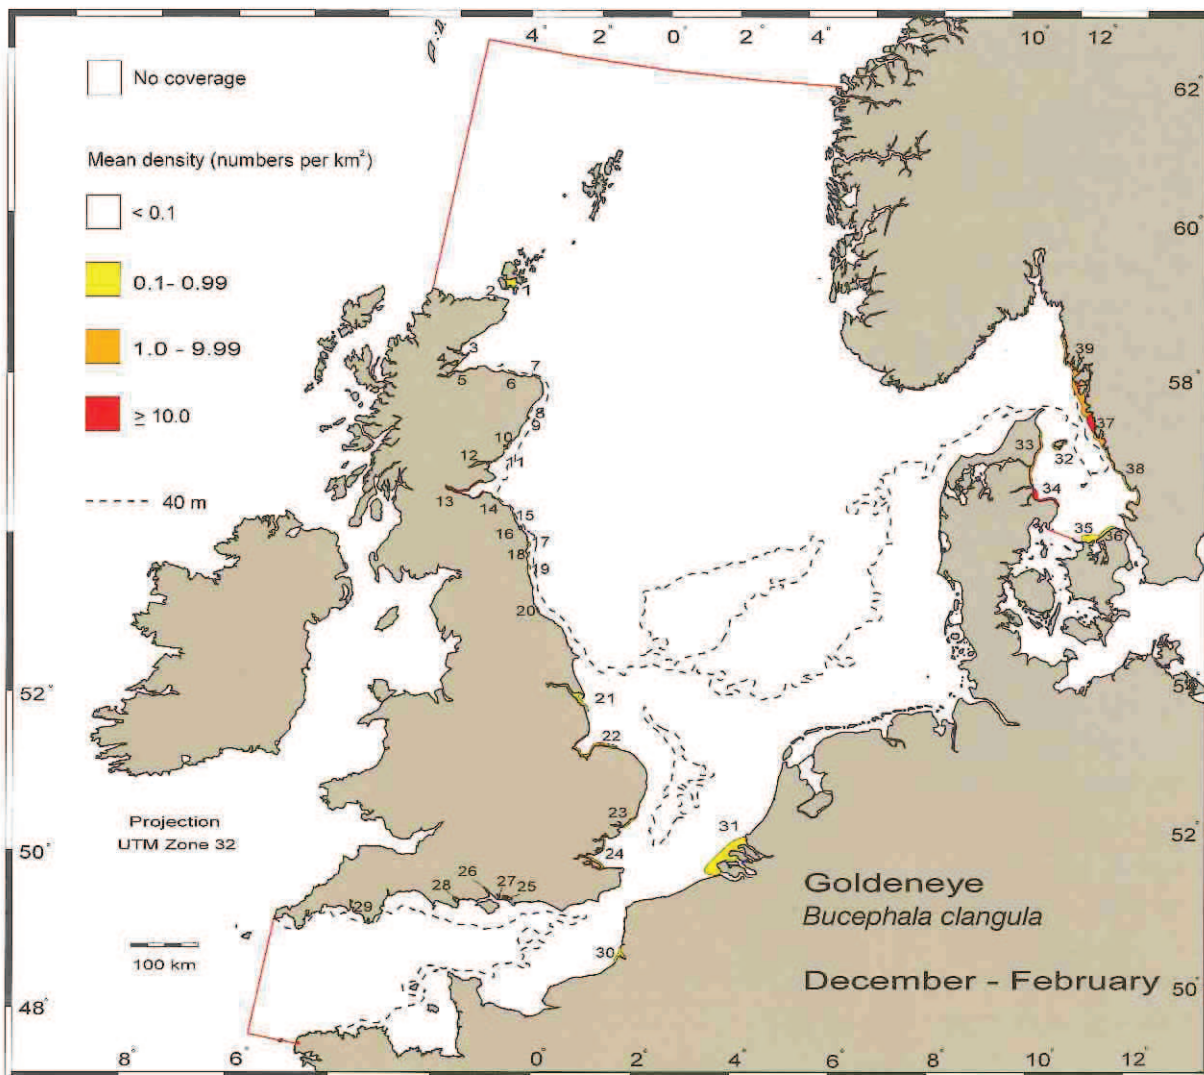 4° 2° 0° 2° 4° 10° 12°
No coverage
62°
Mean density (numbers per km²)
< 0.1
60°
0.1- 0.99
2 1
1.0 - 9.99
3
4
5 6 7
39
58°
≥ 10.0
8
9
10
11
12
37
33 32
38
40 m
13
14
34
15
16
17
18
19
35 36
20
52°
21
22
Projection
UTM Zone 32
23
31
52°
50°
24
26 27 25
28
29
Goldeneye
Bucephala clangula
100 km
30
December - February
50°
48°
8° 6° 0° 2° 4° 6° 8° 10° 12°